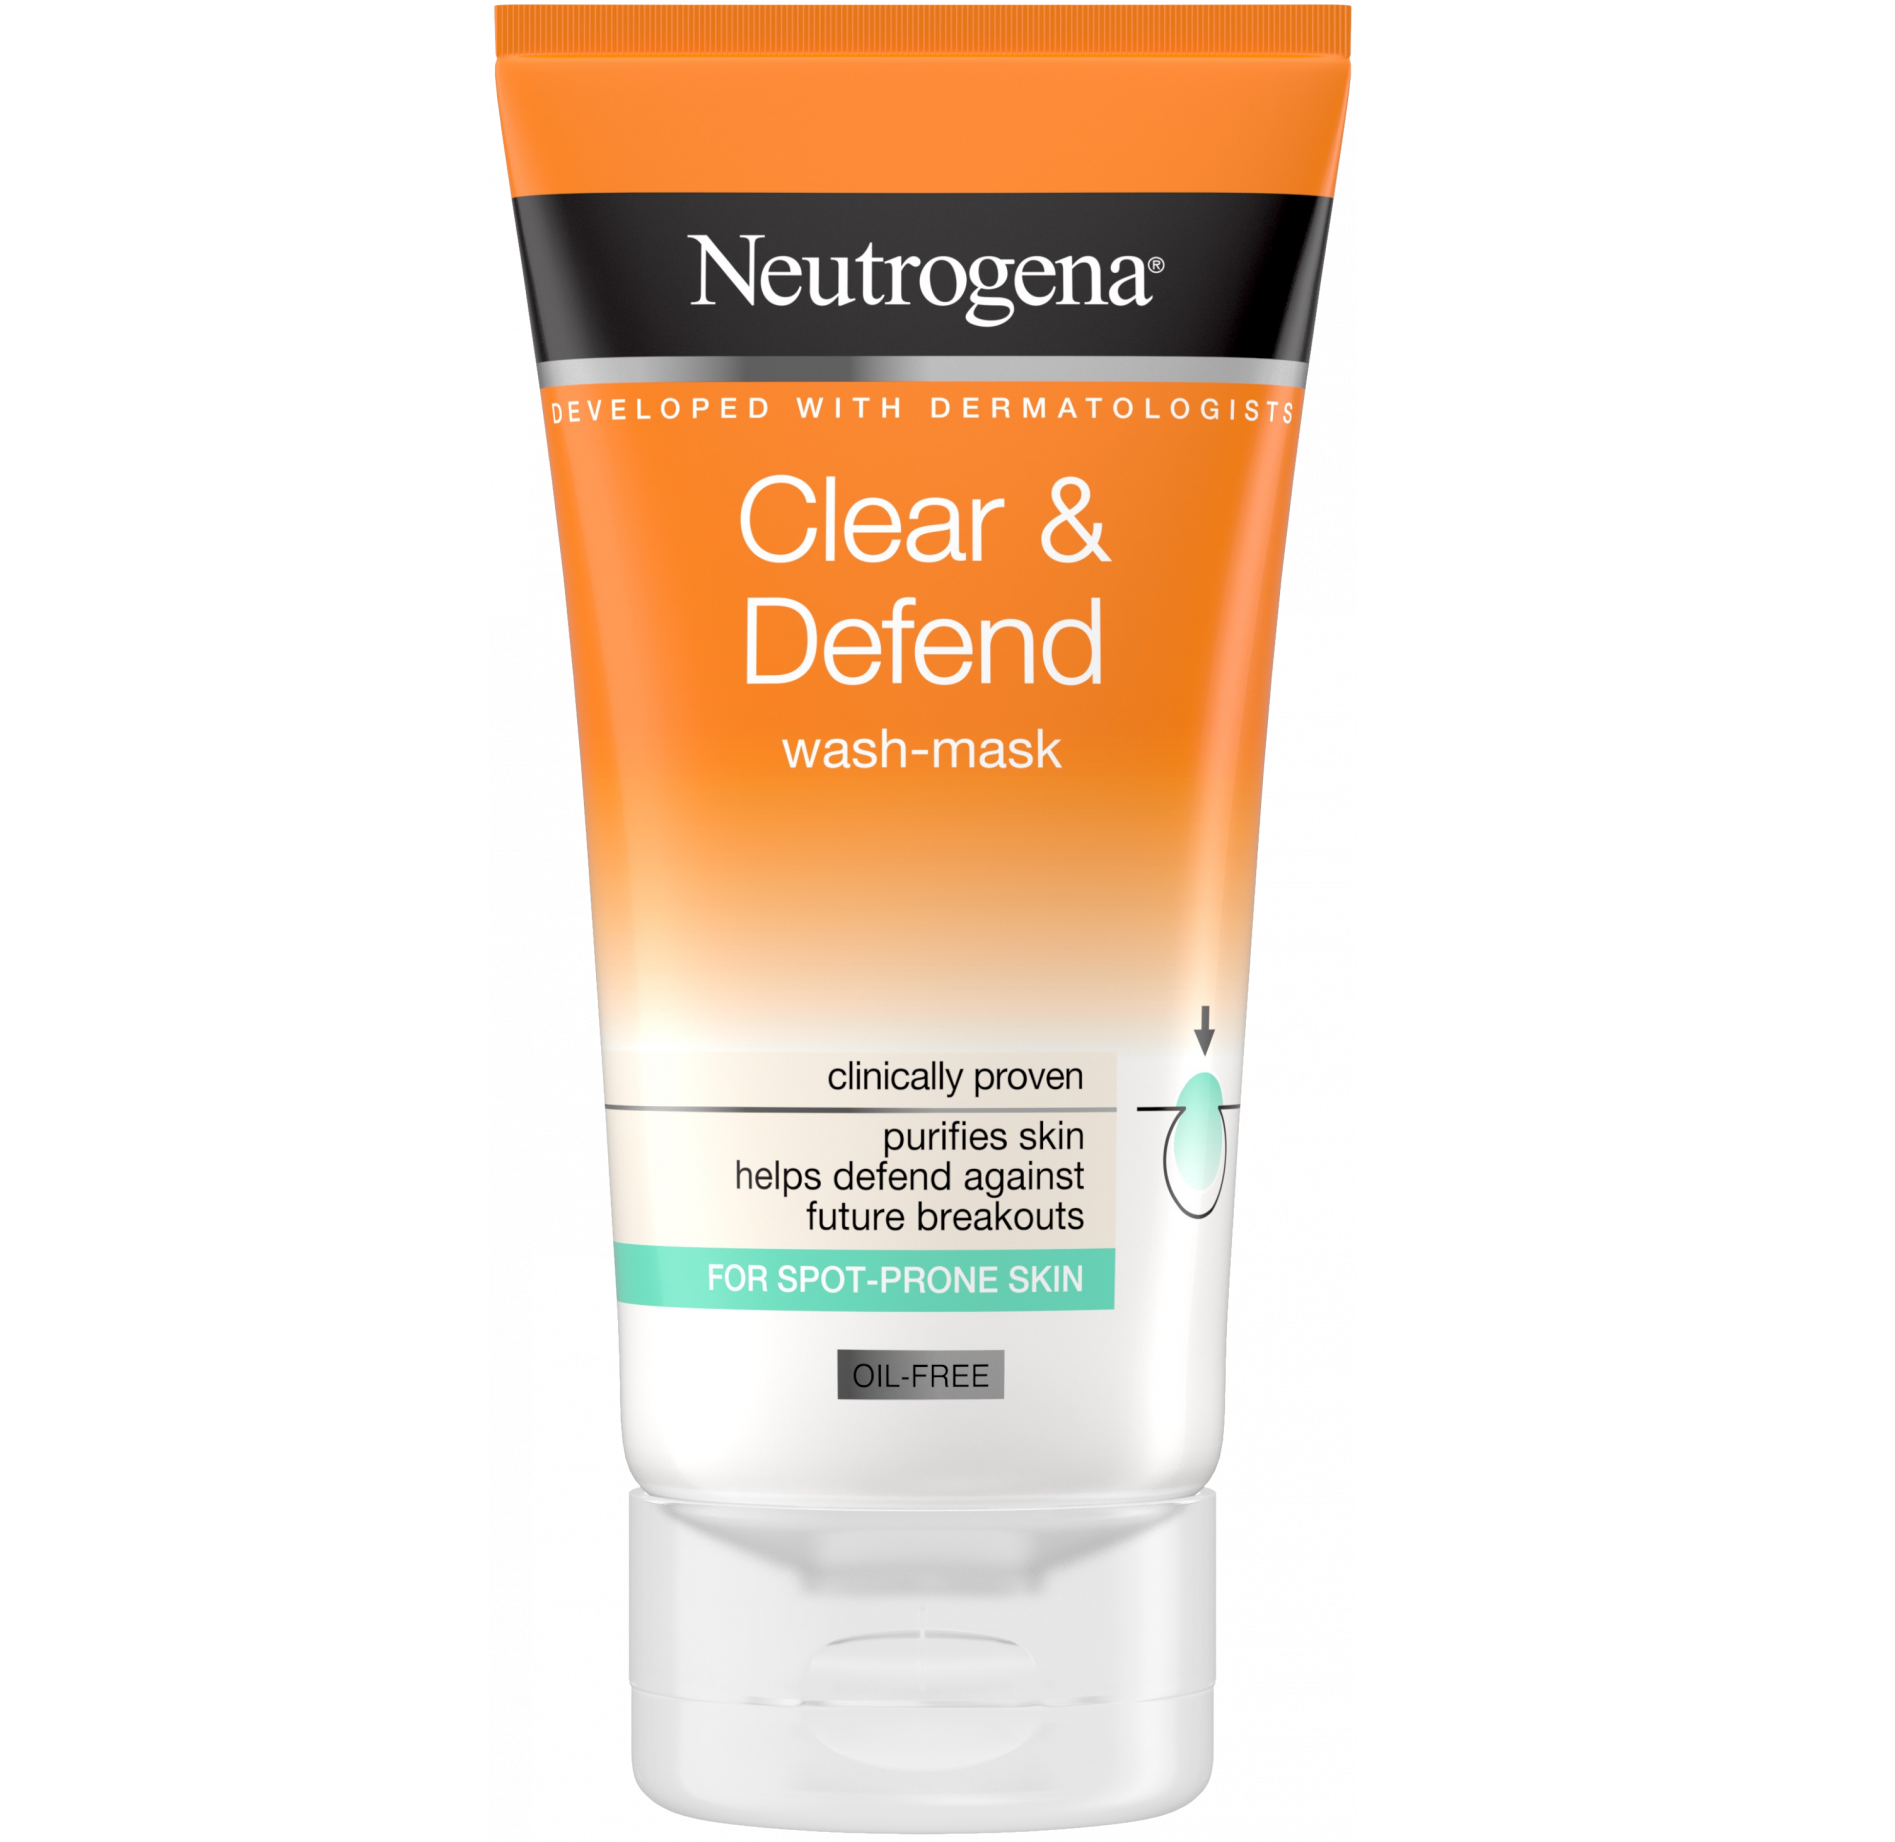 Neutrogena®
DEVELOPED WITH DERMATOLOGISTS
Clear &
Defend
wash-mask
clinically proven
purifies skin
helps defend against
future breakouts
FOR SPOT-PRONE SKIN
OIL-FREE